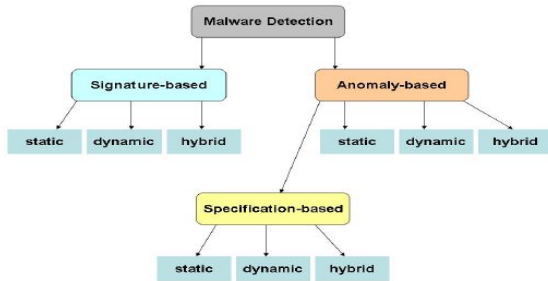 Malware Detection
Signature-based
Anomaly-based
static
dynamic
hybrid
static
dynamic
hybrid
Specification-based
static
dynamic
hybrid